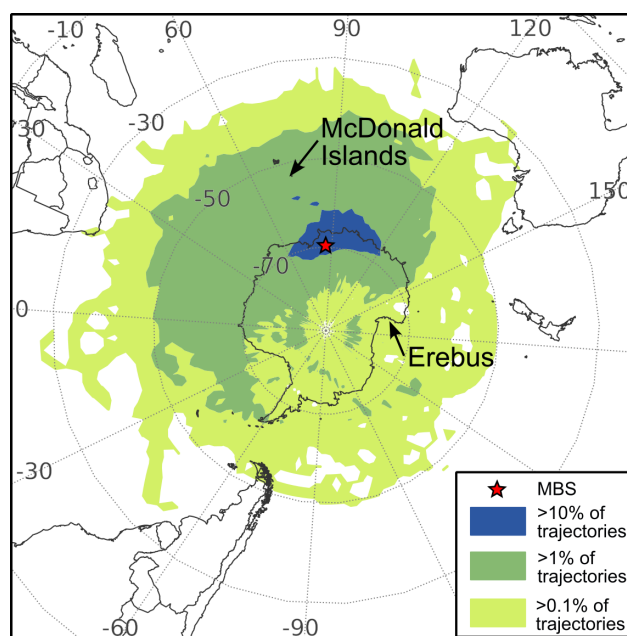 -10
60
90
120
30
-30
McDonald
Islands
150
-50
-70
0
Erebus
-30
MBS
>10% of
trajectories
>1% of
trajectories
>0.1% of
trajectories
-60
-90